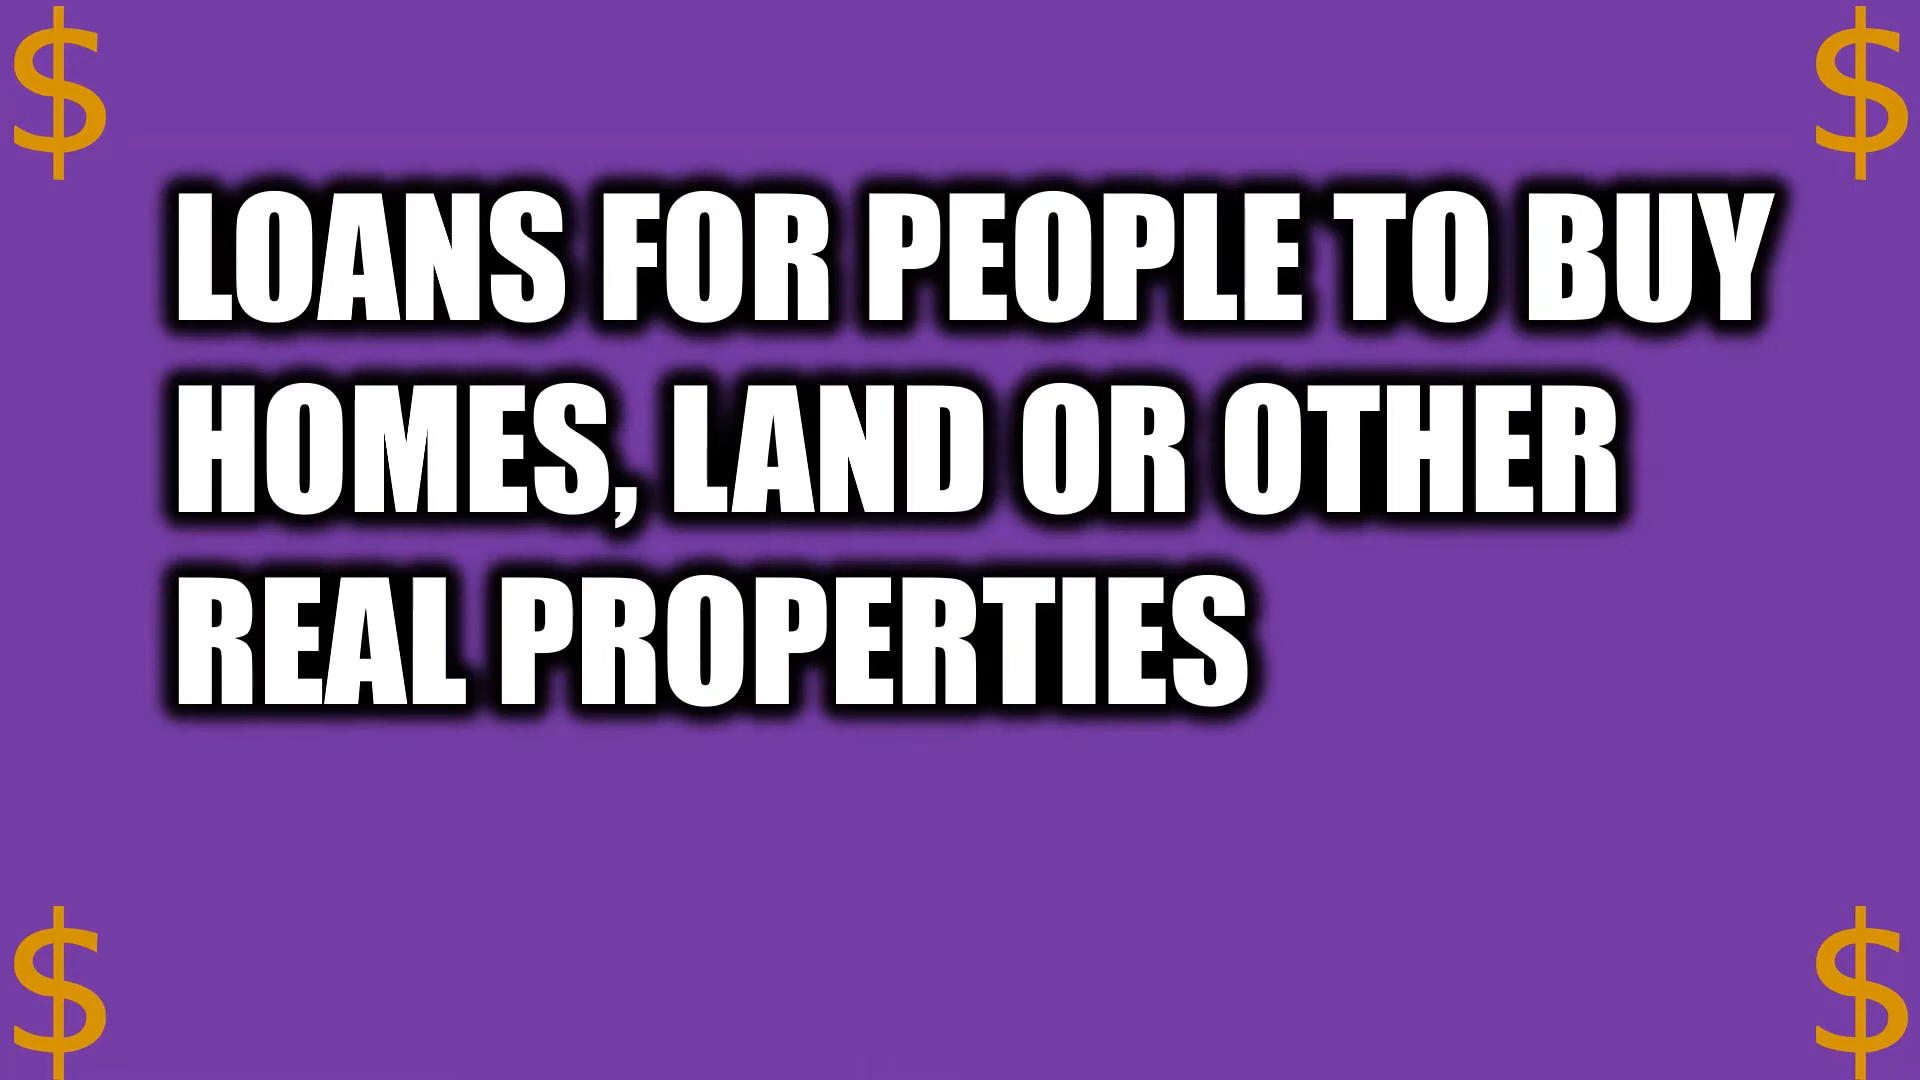 $ $
LOANS FOR PEOPLE TO BUY
HOMES, LAND OR OTHER
REAL PROPERTIES
$ $